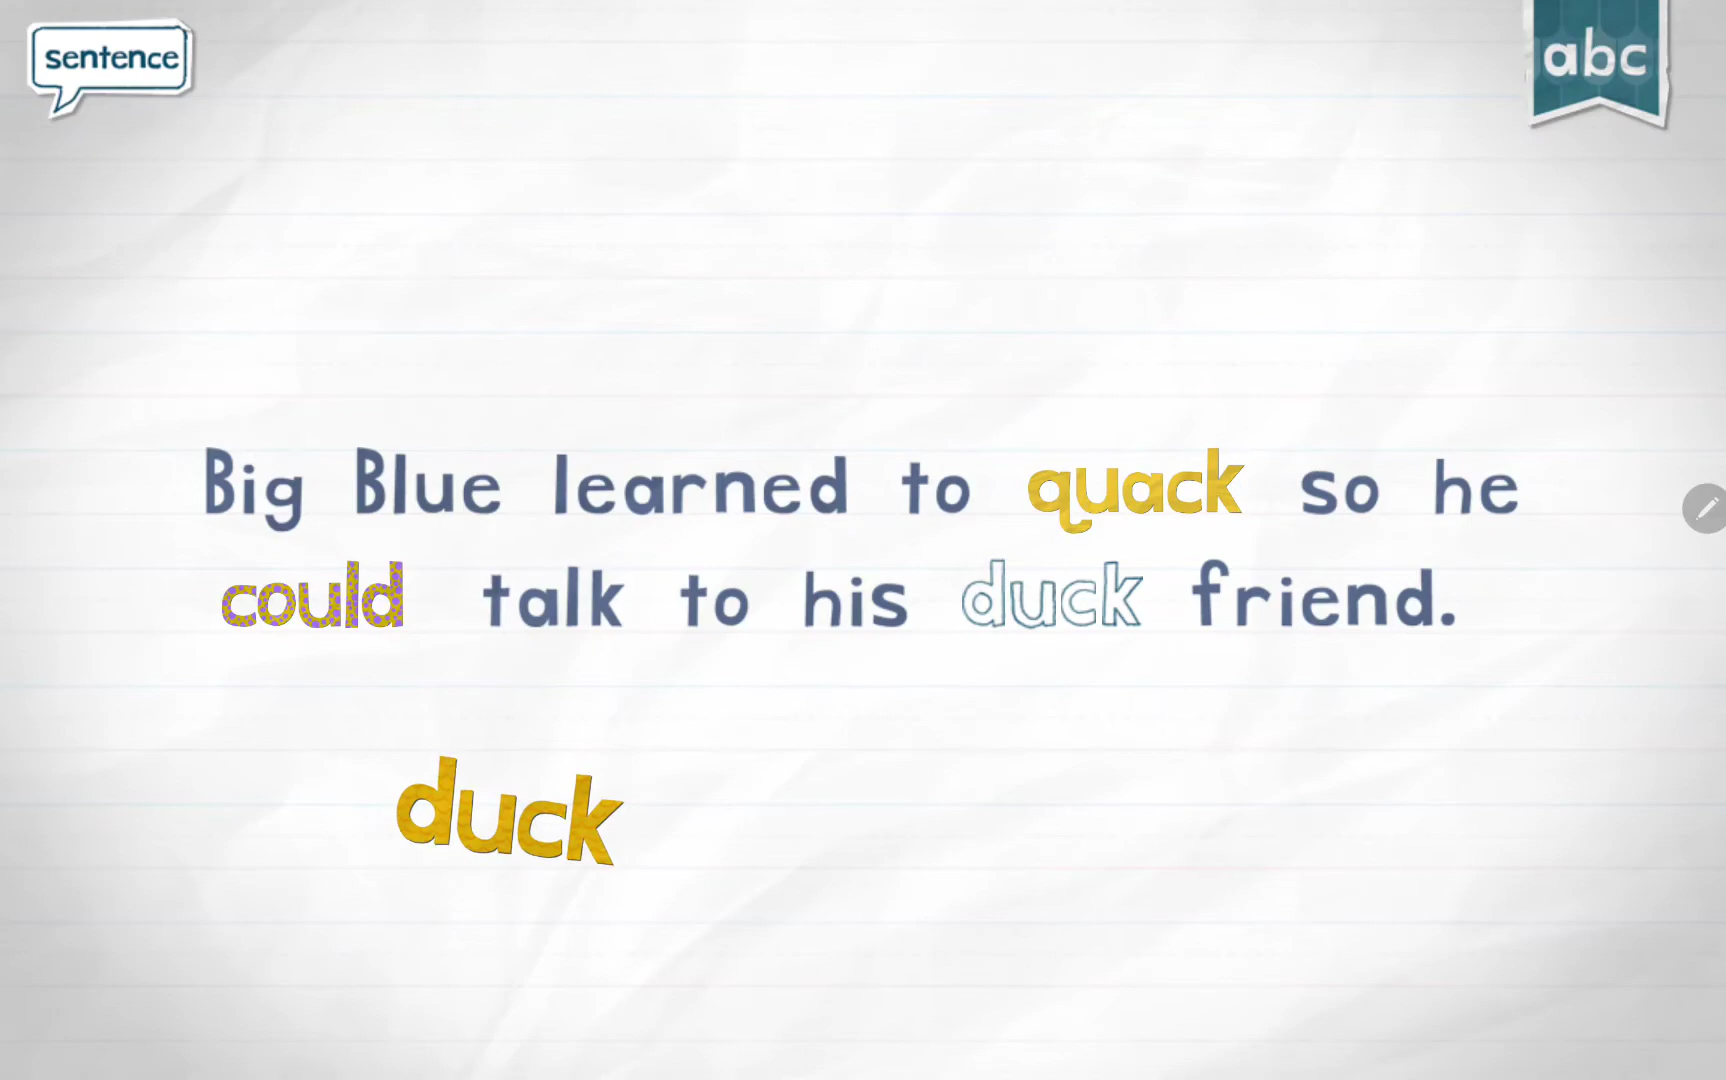 sentence
abc
Big Blue learned to quack so he
could talk to his duck friend.
duck